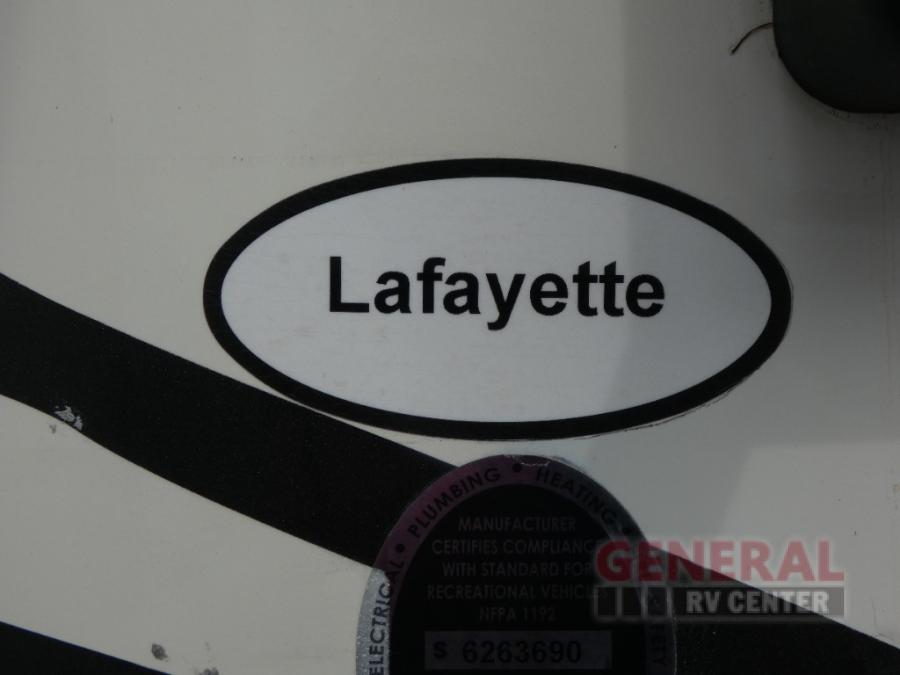 Lafayette
ELECTRICAL • PLUMBING • HEATING •
MANUFACTURER
CERTIFIES COMPLIANCE
WITH STANDARD FOR
RECREATIONAL VEHICLES
NFPA 1192
S 6263690
GENERAL
RV CENTER